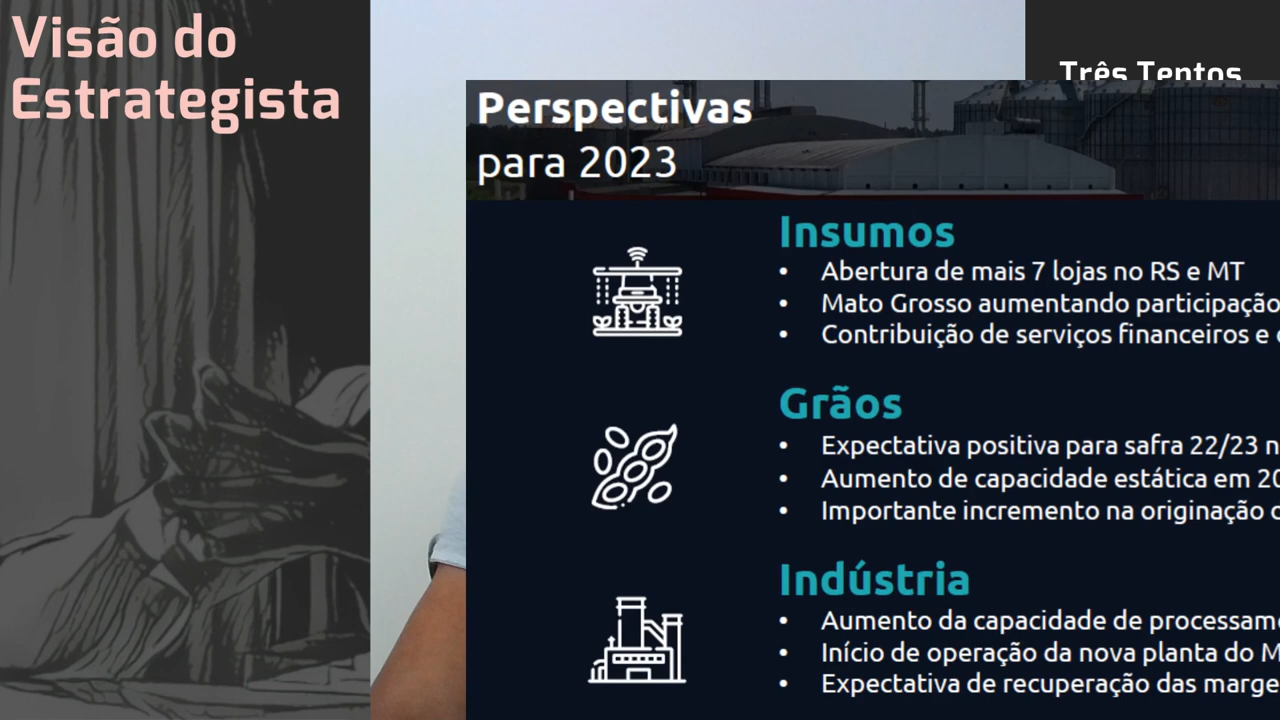 Visão do
Estrategista
Três Tentos
Perspectivas
para 2023
Insumos
• Abertura de mais 7 lojas no RS e MT
• Mato Grosso aumentando participação
• Contribuição de serviços financeiros e
Grãos
• Expectativa positiva para safra 22/23
• Aumento de capacidade estática em
• Importante incremento na originação
Indústria
• Aumento da capacidade de
• Início de operação da nova planta do
• Expectativa de recuperação das